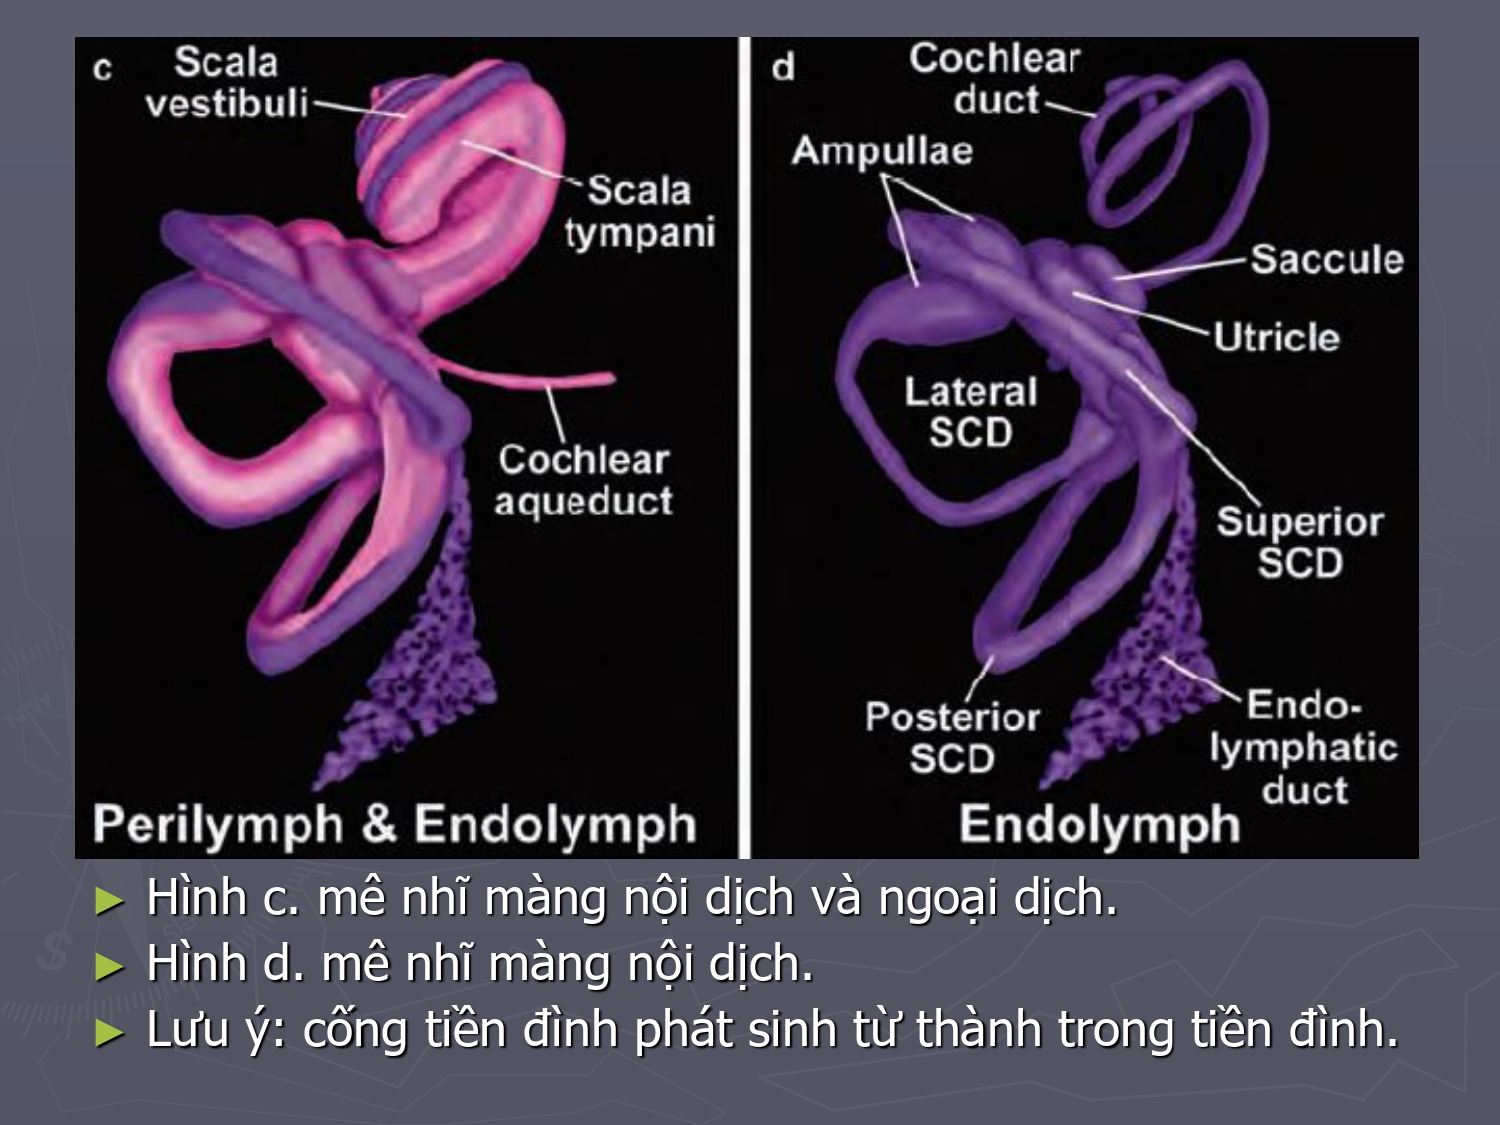 c
Scala
vestibuli
Scala
tympani
Cochlear
aqueduct
Perilymph & Endolymph
d
Cochlear
duct
Ampullae
Saccule
Utricle
Lateral
SCD
Superior
SCD
Posterior
SCD
Endo-
lymphatic
duct
Endolymph
► Hình c. mê nhĩ màng nội dịch và ngoại dịch.
► Hình d. mê nhĩ màng nội dịch.
► Lưu ý: cống tiền đình phát sinh từ thành trong tiền đình.